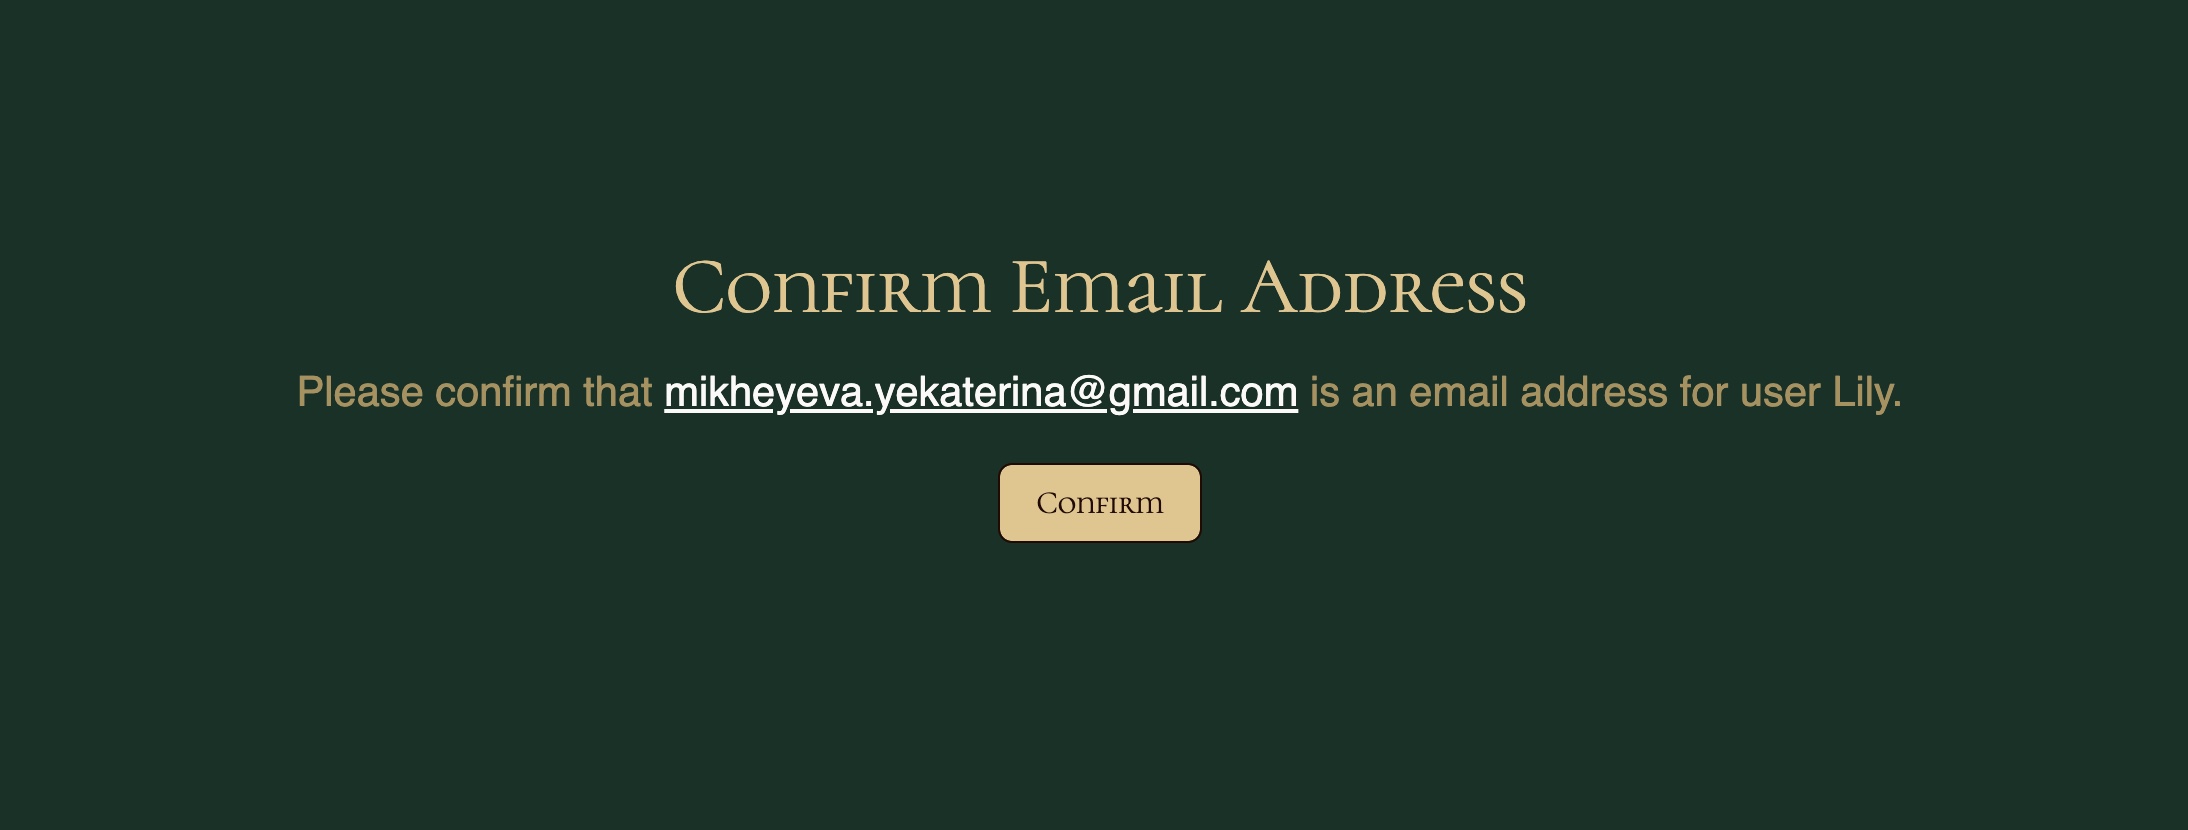 Confirm Email Address
Please confirm that mikheyeva.yekaterina@gmail.com is an email address for user Lily.
Confirm